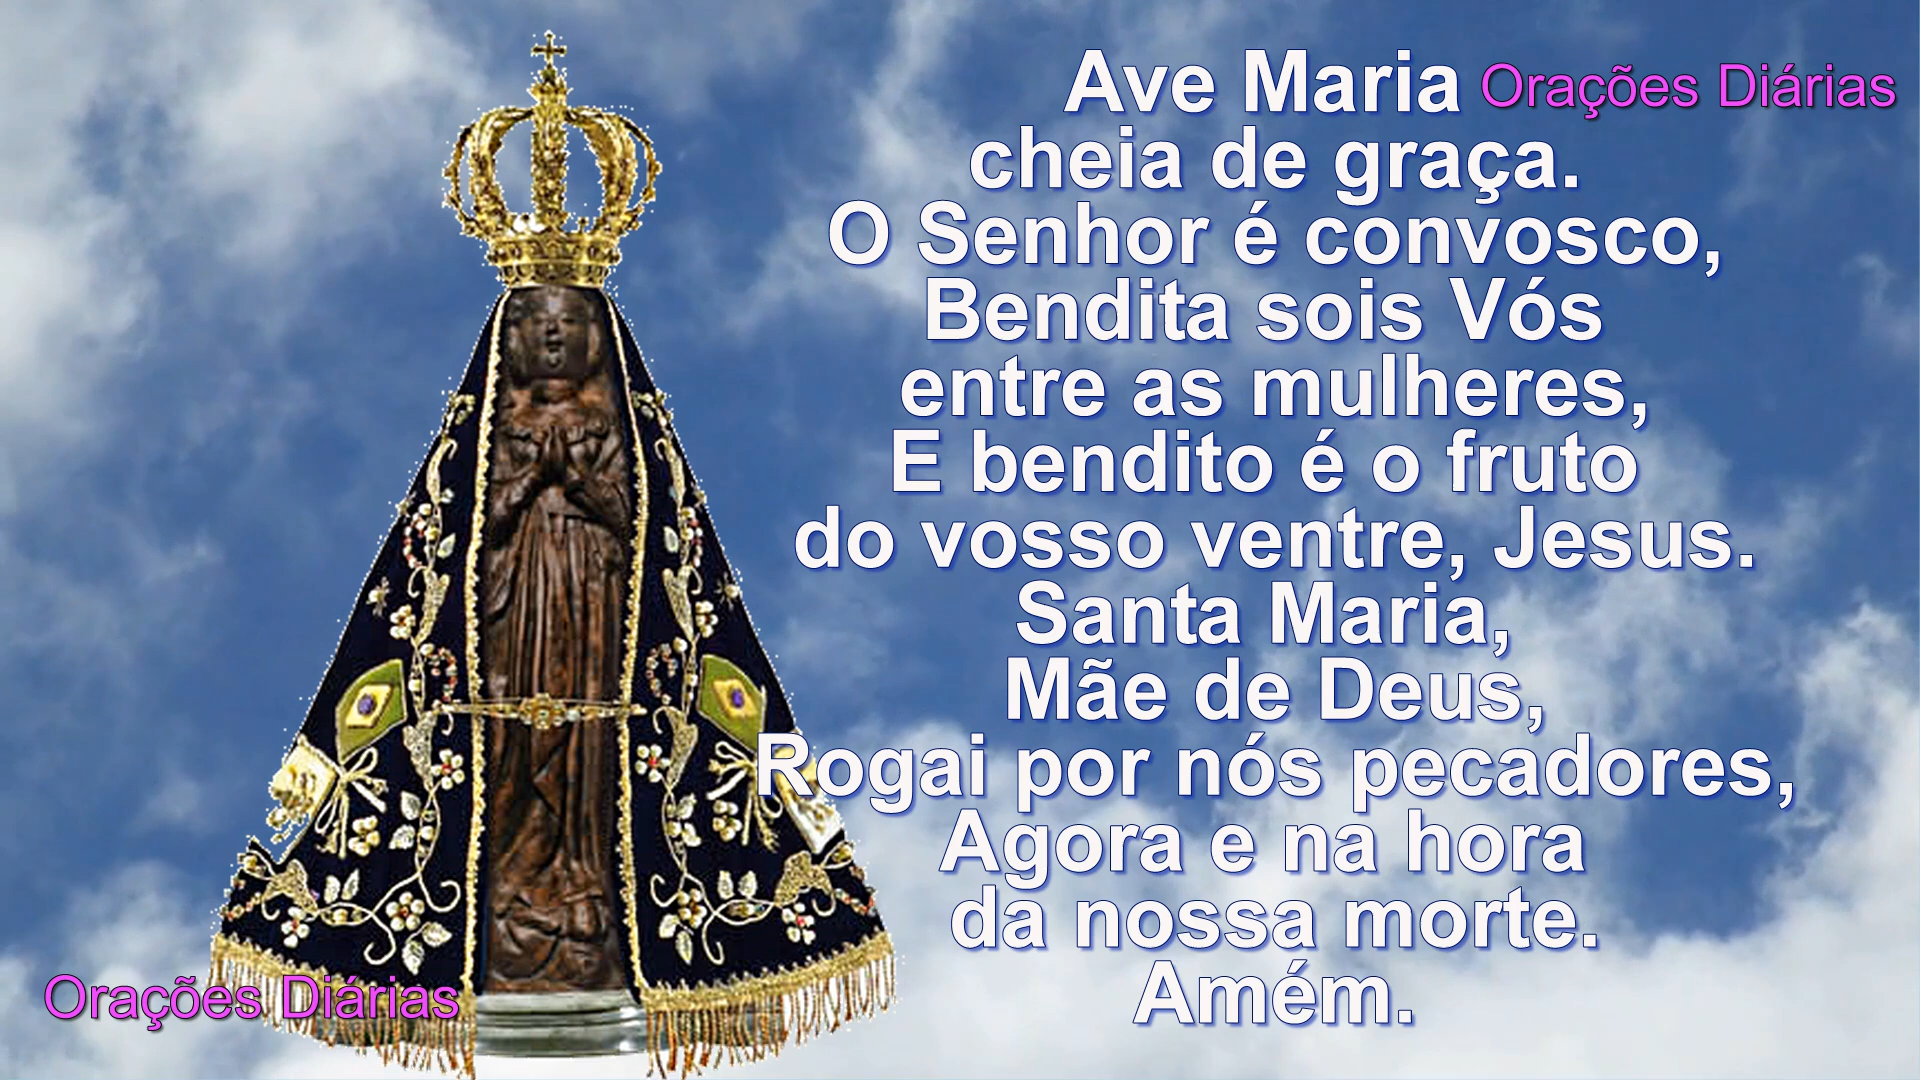 Ave Maria
Orações Diárias
cheia de graça.
O Senhor é convosco,
Bendita sois Vós
entre as mulheres,
E bendito é o fruto
do vosso ventre, Jesus.
Santa Maria,
Mãe de Deus,
Rogai por nós pecadores,
Agora e na hora
da nossa morte.
Amém.
Orações Diárias